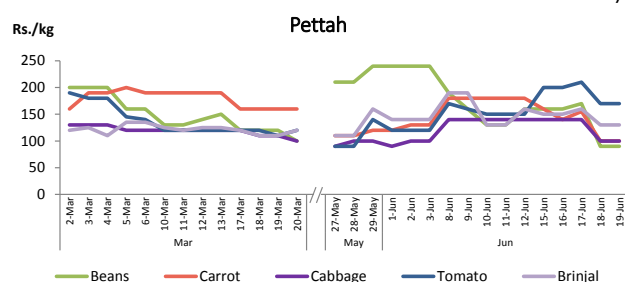 Rs./kg
Pettah
250
200
150
100
50
0
2-Mar
3-Mar
4-Mar
5-Mar
6-Mar
10-Mar
11-Mar
12-Mar
13-Mar
17-Mar
18-Mar
19-Mar
20-Mar
27-May
28-May
29-May
1-Jun
2-Jun
3-Jun
8-Jun
9-Jun
10-Jun
11-Jun
12-Jun
15-Jun
16-Jun
17-Jun
18-Jun
19-Jun
Mar
May
Jun
Beans Carrot Cabbage Tomato Brinjal